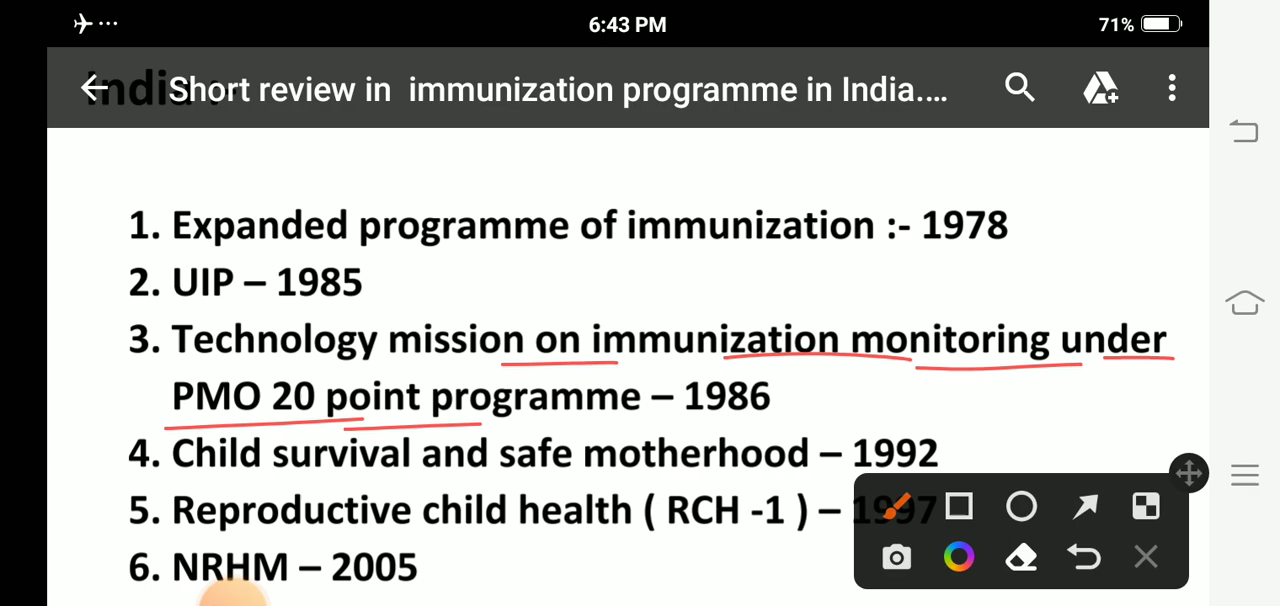 6:43 PM
71%
India :-
Short review in immunization programme in India....
1. Expanded programme of immunization :- 1978
2. UIP – 1985
3. Technology mission on immunization monitoring under
PMO 20 point programme – 1986
4. Child survival and safe motherhood – 1992
5. Reproductive child health ( RCH -1 ) – 1997
6. NRHM – 2005